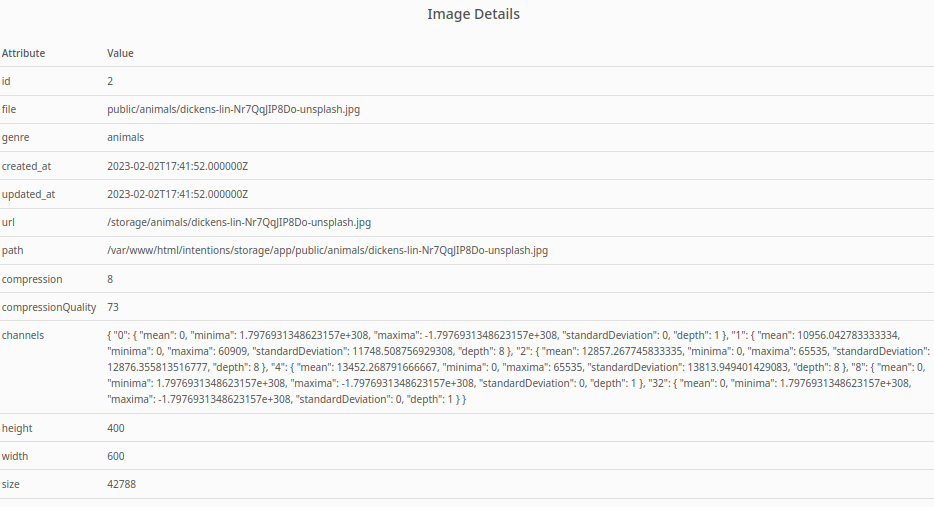 Image Details
Attribute Value
id 2
file public/animals/dickens-lin-Nr7QqJIP8Do-unsplash.jpg
genre animals
created_at 2023-02-02T17:41:52.000000Z
updated_at 2023-02-02T17:41:52.000000Z
url /storage/animals/dickens-lin-Nr7QqJIP8Do-unsplash.jpg
path /var/www/html/intentions/storage/app/public/animals/dickens-lin-Nr7QqJIP8Do-unsplash.jpg
compression 8
compressionQuality 73
channels { "0": { "mean": 0, "minima": 1.7976931348623157e+308, "maxima": -1.7976931348623157e+308, "standardDeviation": 0, "depth": 1 }, "1": { "mean": 10956.042783333334,
"minima": 0, "maxima": 60909, "standardDeviation": 11748.508756929308, "depth": 8 }, "2": { "mean": 12857.267745833335, "minima": 0, "maxima": 65535, "standardDeviation":
12876.355813516777, "depth": 8 }, "4": { "mean": 13452.268791666667, "minima": 0, "maxima": 65535, "standardDeviation": 13813.949401429083, "depth": 8 }, "8": { "mean": 0,
"minima": 1.7976931348623157e+308, "maxima": -1.7976931348623157e+308, "standardDeviation": 0, "depth": 1 }, "32": { "mean": 0, "minima": 1.7976931348623157e+308,
"maxima": -1.7976931348623157e+308, "standardDeviation": 0, "depth": 1 } }
height 400
width 600
size 42788